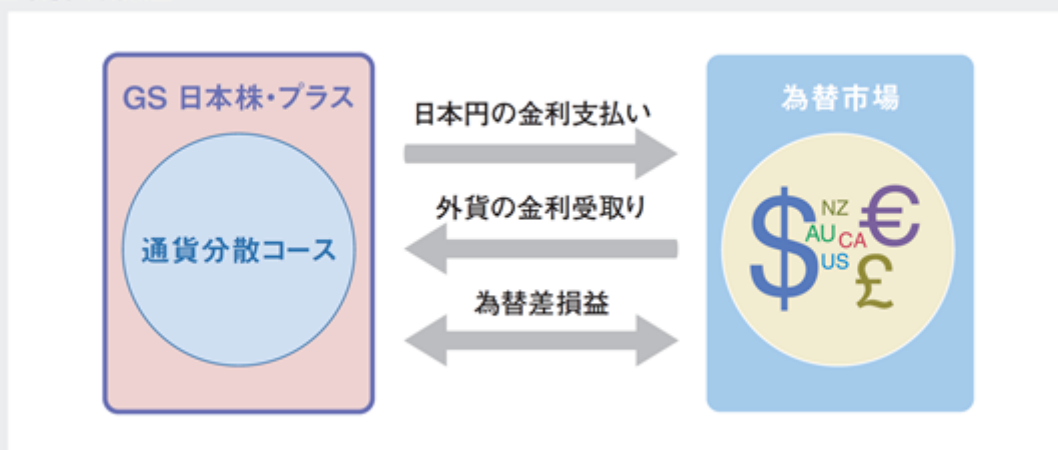 GS 日本株・プラス
通貨分散コース
日本円の金利支払い
外貨の金利受取り
為替差損益
為替市場
$
NZ
AU
CA
US
€
£